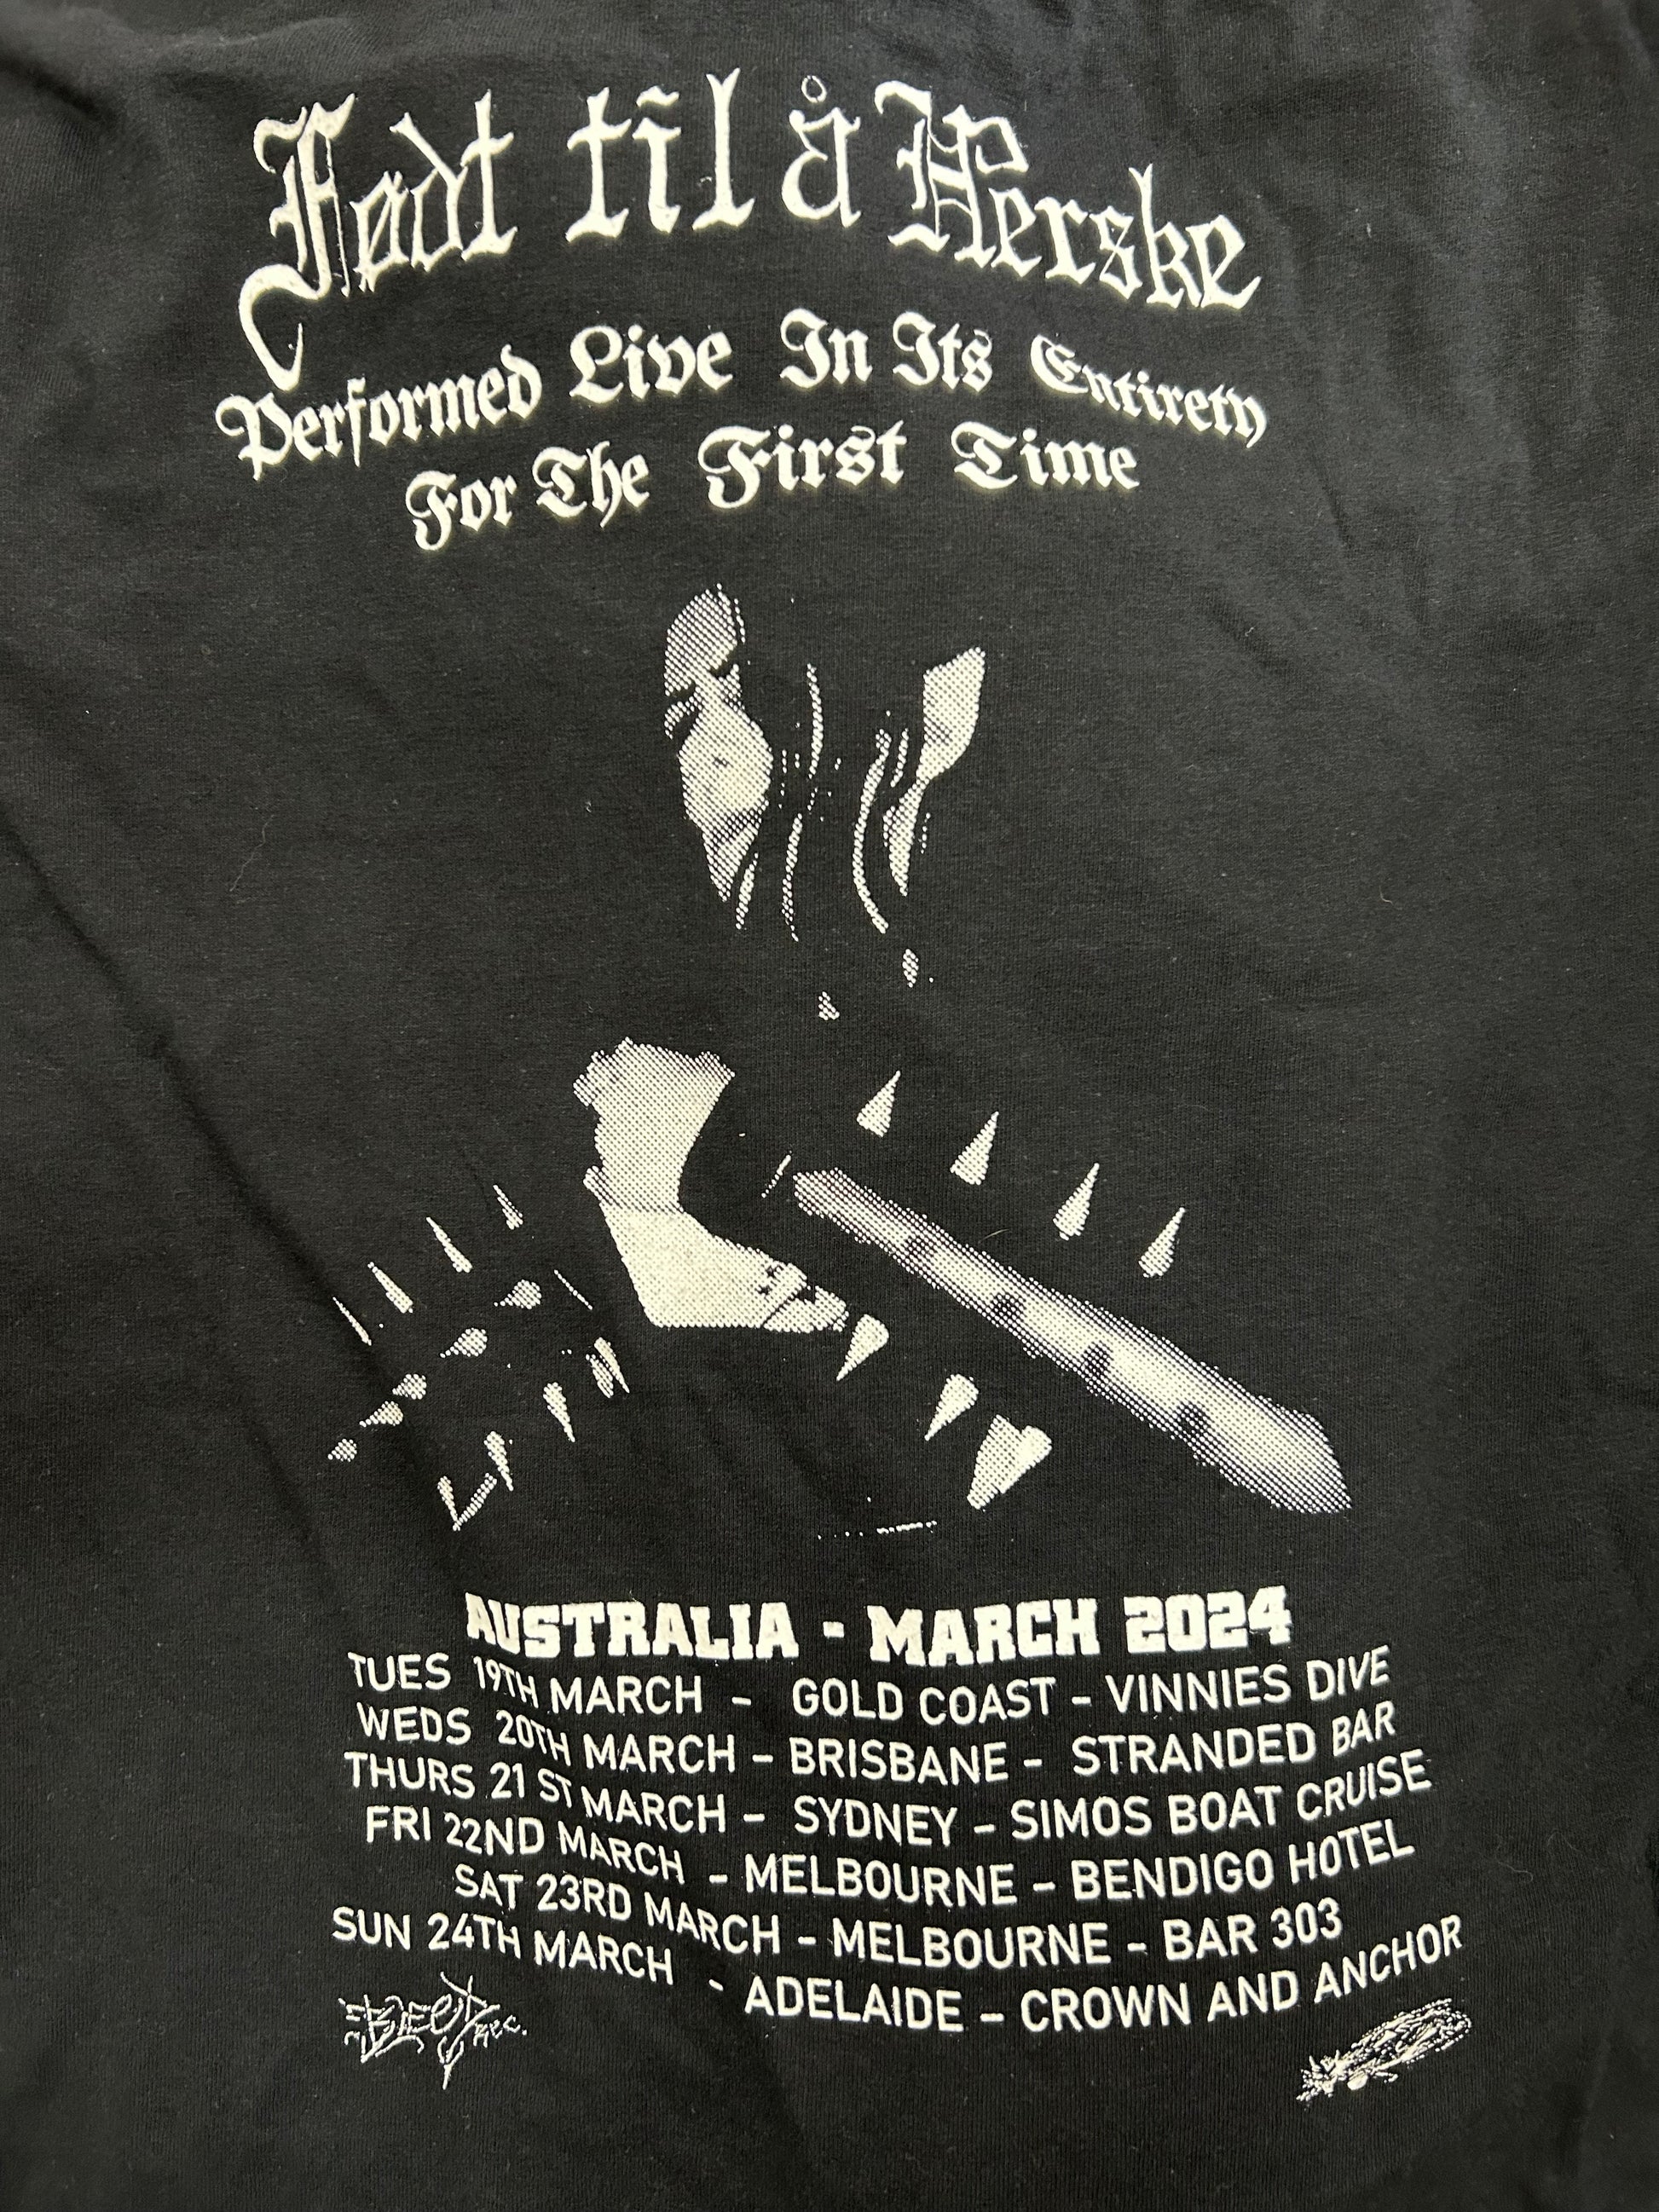 Født til å Herske
Performed Live In Its Entirety
For The First Time
AUSTRALIA - MARCH 2024
TUES 19TH MARCH - GOLD COAST - VINNIES DIVE
WEDS 20TH MARCH - BRISBANE - STRANDED BAR
THURS 21 ST MARCH - SYDNEY - SIMOS BOAT CRUISE
FRI 22ND MARCH - MELBOURNE - BENDIGO HOTEL
SAT 23RD MARCH - MELBOURNE - BAR 303
SUN 24TH MARCH - ADELAIDE - CROWN AND ANCHOR
REC.